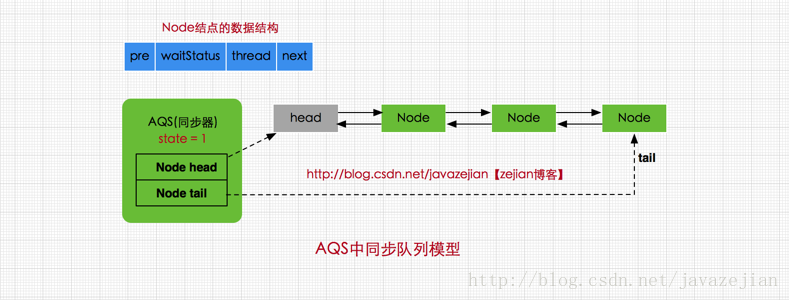 Node结点的数据结构
pre waitStatus thread next
AQS(同步器)
state = 1
Node head
Node tail
head Node Node Node
tail
http://blog.csdn.net/javazejian【zejian博客】
AQS中同步队列模型
http://blog.csdn.net/javazejian